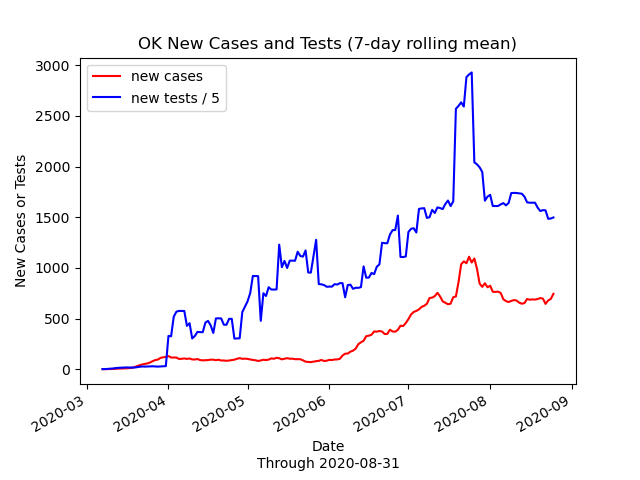 OK New Cases and Tests (7-day rolling mean)
new cases
new tests / 5
3000
2500
2000
1500
1000
500
0
New Cases or Tests
2020-03
2020-04
2020-05
2020-06
2020-07
2020-08
2020-09
Date
Through 2020-08-31